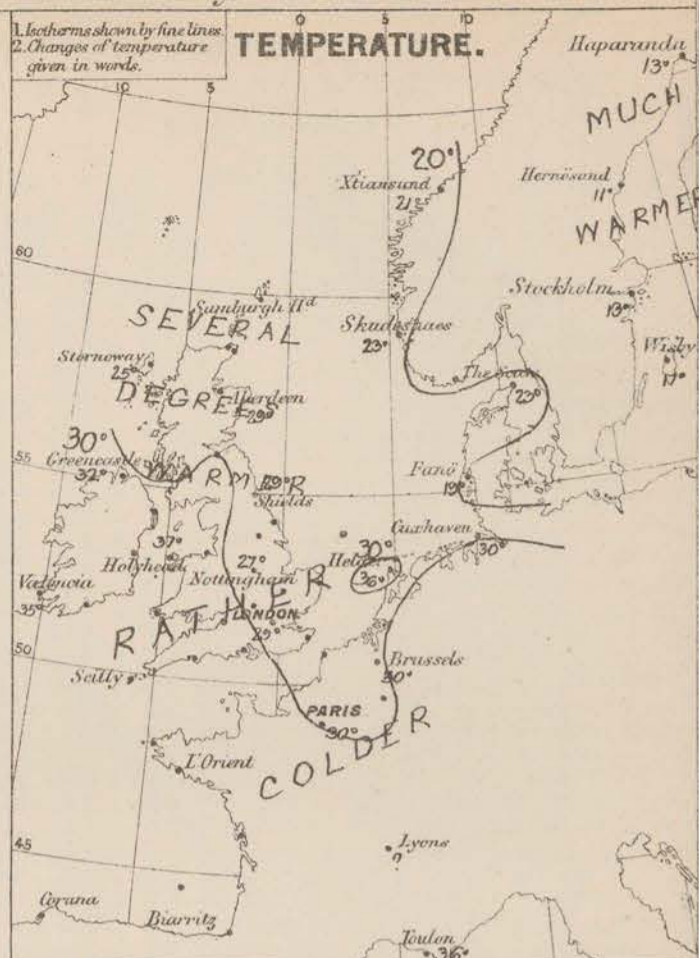 1. Isotherms shown by fine lines.
2. Changes of temperature
given in words.
TEMPERATURE.
0 5 10
10 5
Haparanda
13°
MUCH
20°
Xtiansund
21
Hernösand
11°
WARMER
60
Sumburgh Hd
SEVERAL
Stockholm
13°
Skudesnaes
23°
Stornoway
25°
Wisby
17°
The Scaw
23°
DEGREES
Aberdeen
29°
30°
55
Greencastle
32°
WARMER
29°
Shields
Fanö
19°
Cuxhaven
30°
37°
Holyhead
27°
Nottingham
30°
Helder
36°
Valencia
35°
RATHER
LONDON
29°
50
Scilly
Brussels
30°
PARIS
30°
COLDER
L'Orient
45
Lyons
?
Coruna
Biarritz
Toulon
36°